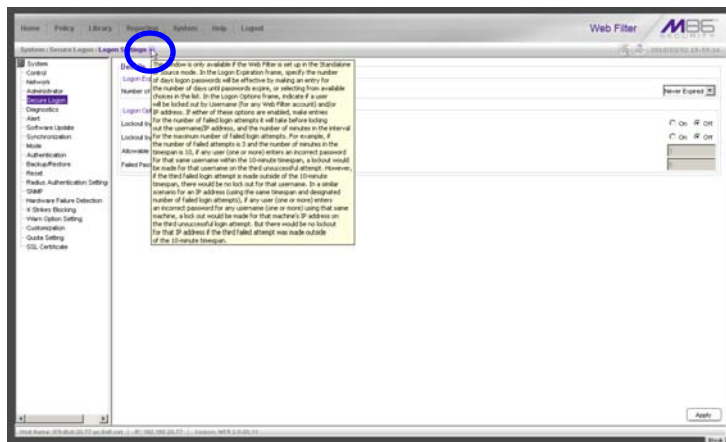 Home Policy Library Reporting System Help Logout
Web Filter
M86
SECURITY
System : Secure Logon : Logon Settings
System
Control
Network
Administrator
Secure Logon
Diagnostics
Alert
Software Update
Synchronization
Mode
Authentication
Backup/Restore
Reset
Radius Authentication Setting
SNMP
Hardware Failure Detection
X Strikes Blocking
Warn Option Setting
Customization
Quota Setting
SSL Certificate
Number of
Never Expired
Lockout by
On Off
Lockout by
On Off
Allowable
window is only available if the Web Filter is set up in the Standalone
Source mode. In the Logon Expiration frame, specify the number
of days logon passwords will be effective by making an entry for
the number of days until passwords expire, or selecting from available
choices in the list. In the Logon Options frame, indicate if a user
will be locked out by Username (for any Web Filter account) and/or
IP address. If either of these options are enabled, make entries
for the number of failed login attempts it will take before locking
out the username/IP address, and the number of minutes in the interval
for the maximum number of failed login attempts. For example, if
the number of failed attempts is 3 and the number of minutes in the
timespan is 10, if any user (one or more) enters an incorrect password
for that same username within the 10-minute timespan, a lockout would
be made for that username on the third unsuccessful attempt. However,
if the third failed login attempt is made outside of the 10-minute
timespan, there would be no lock out for that username. In a similar
scenario for an IP address (using the same timespan and designated
number of failed login attempts), if any user (one or more) enters
an incorrect password for any username (one or more) using that same
machine, a lock out would be made for that machine's IP address on
the third unsuccessful login attempt. But there would be no lockout
for that IP address if the third failed attempt was made outside
of the 10-minute timespan.
Apply